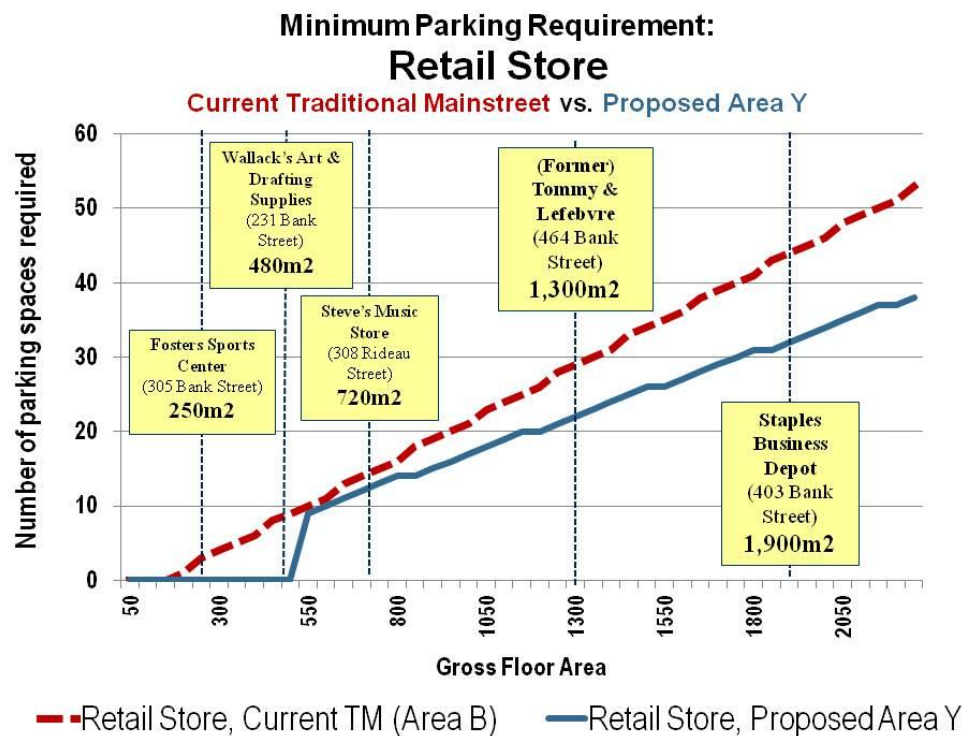 Minimum Parking Requirement:
Retail Store
Current Traditional Mainstreet vs. Proposed Area Y
Number of parking spaces required
60
50
40
30
20
10
0
Wallack's Art &
Drafting
Supplies
(231 Bank
Street)
480m2
(Former)
Tommy &
Lefebvre
(464 Bank
Street)
1,300m2
Steve's Music
Store
(308 Rideau
Street)
720m2
Fosters Sports
Center
(305 Bank Street)
250m2
Staples
Business
Depot
(403 Bank
Street)
1,900m2
50
300
550
800
1050
1300
1550
1800
2050
Gross Floor Area
Retail Store, Current TM (Area B)
Retail Store, Proposed Area Y